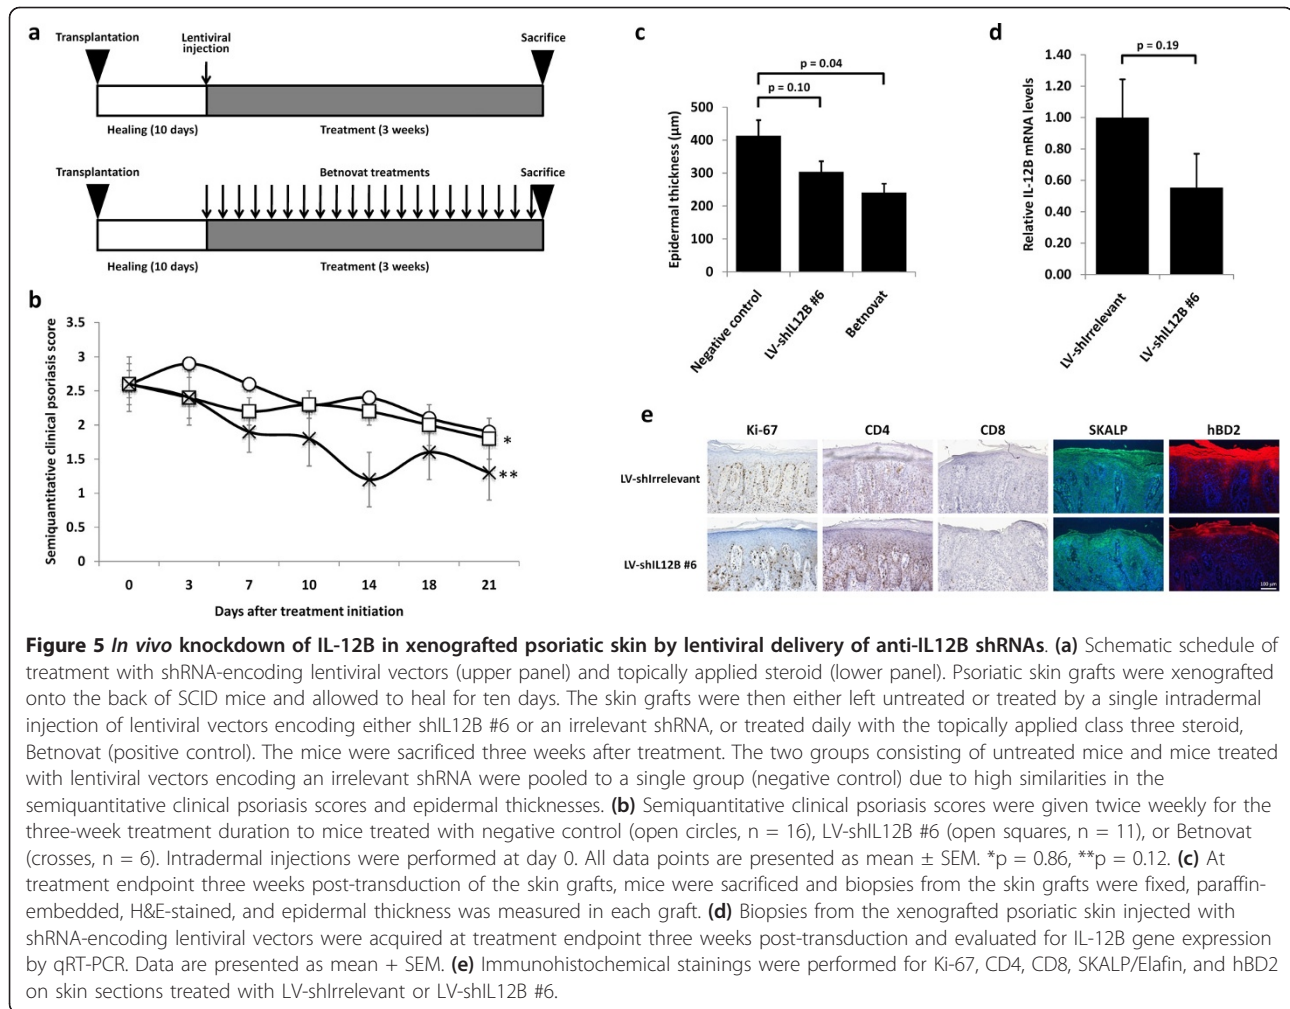 a
Transplantation
Lentiviral
injection
Sacrifice
Healing (10 days)
Treatment (3 weeks)
Transplantation
Betnovat treatments
Sacrifice
Healing (10 days)
Treatment (3 weeks)
b
Semiquantitative clinical psoriasis score
3.5
3
2.5
2
1.5
1
0.5
0
0 3 7 10 14 18 21
*
**
Days after treatment initiation
c
p = 0.04
p = 0.10
Epidermal thickness (µm)
500
400
300
200
100
0
Negative control
LV-shIL12B #6
Betnovat
d
p = 0.19
Relative IL-12B mRNA levels
1.40
1.20
1.00
0.80
0.60
0.40
0.20
0.00
LV-shIrrelevant
LV-shIL12B #6
e
Ki-67 CD4 CD8 SKALP hBD2
LV-shIrrelevant
LV-shIL12B #6
100 µm
Figure 5 In vivo knockdown of IL-12B in xenografted psoriatic skin by lentiviral delivery of anti-IL12B shRNAs. (a) Schematic schedule of
treatment with shRNA-encoding lentiviral vectors (upper panel) and topically applied steroid (lower panel). Psoriatic skin grafts were xenografted
onto the back of SCID mice and allowed to heal for ten days. The skin grafts were then either left untreated or treated by a single intradermal
injection of lentiviral vectors encoding either shIL12B #6 or an irrelevant shRNA, or treated daily with the topically applied class three steroid,
Betnovat (positive control). The mice were sacrificed three weeks after treatment. The two groups consisting of untreated mice and mice treated
with lentiviral vectors encoding an irrelevant shRNA were pooled to a single group (negative control) due to high similarities in the
semiquantitative clinical psoriasis scores and epidermal thicknesses. (b) Semiquantitative clinical psoriasis scores were given twice weekly for the
three-week treatment duration to mice treated with negative control (open circles, n = 16), LV-shIL12B #6 (open squares, n = 11), or Betnovat
(crosses, n = 6). Intradermal injections were performed at day 0. All data points are presented as mean ± SEM. *p = 0.86, **p = 0.12. (c) At
treatment endpoint three weeks post-transduction of the skin grafts, mice were sacrificed and biopsies from the skin grafts were fixed, paraffin-
embedded, H&E-stained, and epidermal thickness was measured in each graft. (d) Biopsies from the xenografted psoriatic skin injected with
shRNA-encoding lentiviral vectors were acquired at treatment endpoint three weeks post-transduction and evaluated for IL-12B gene expression
by qRT-PCR. Data are presented as mean + SEM. (e) Immunohistochemical stainings were performed for Ki-67, CD4, CD8, SKALP/Elafin, and hBD2
on skin sections treated with LV-shIrrelevant or LV-shIL12B #6.